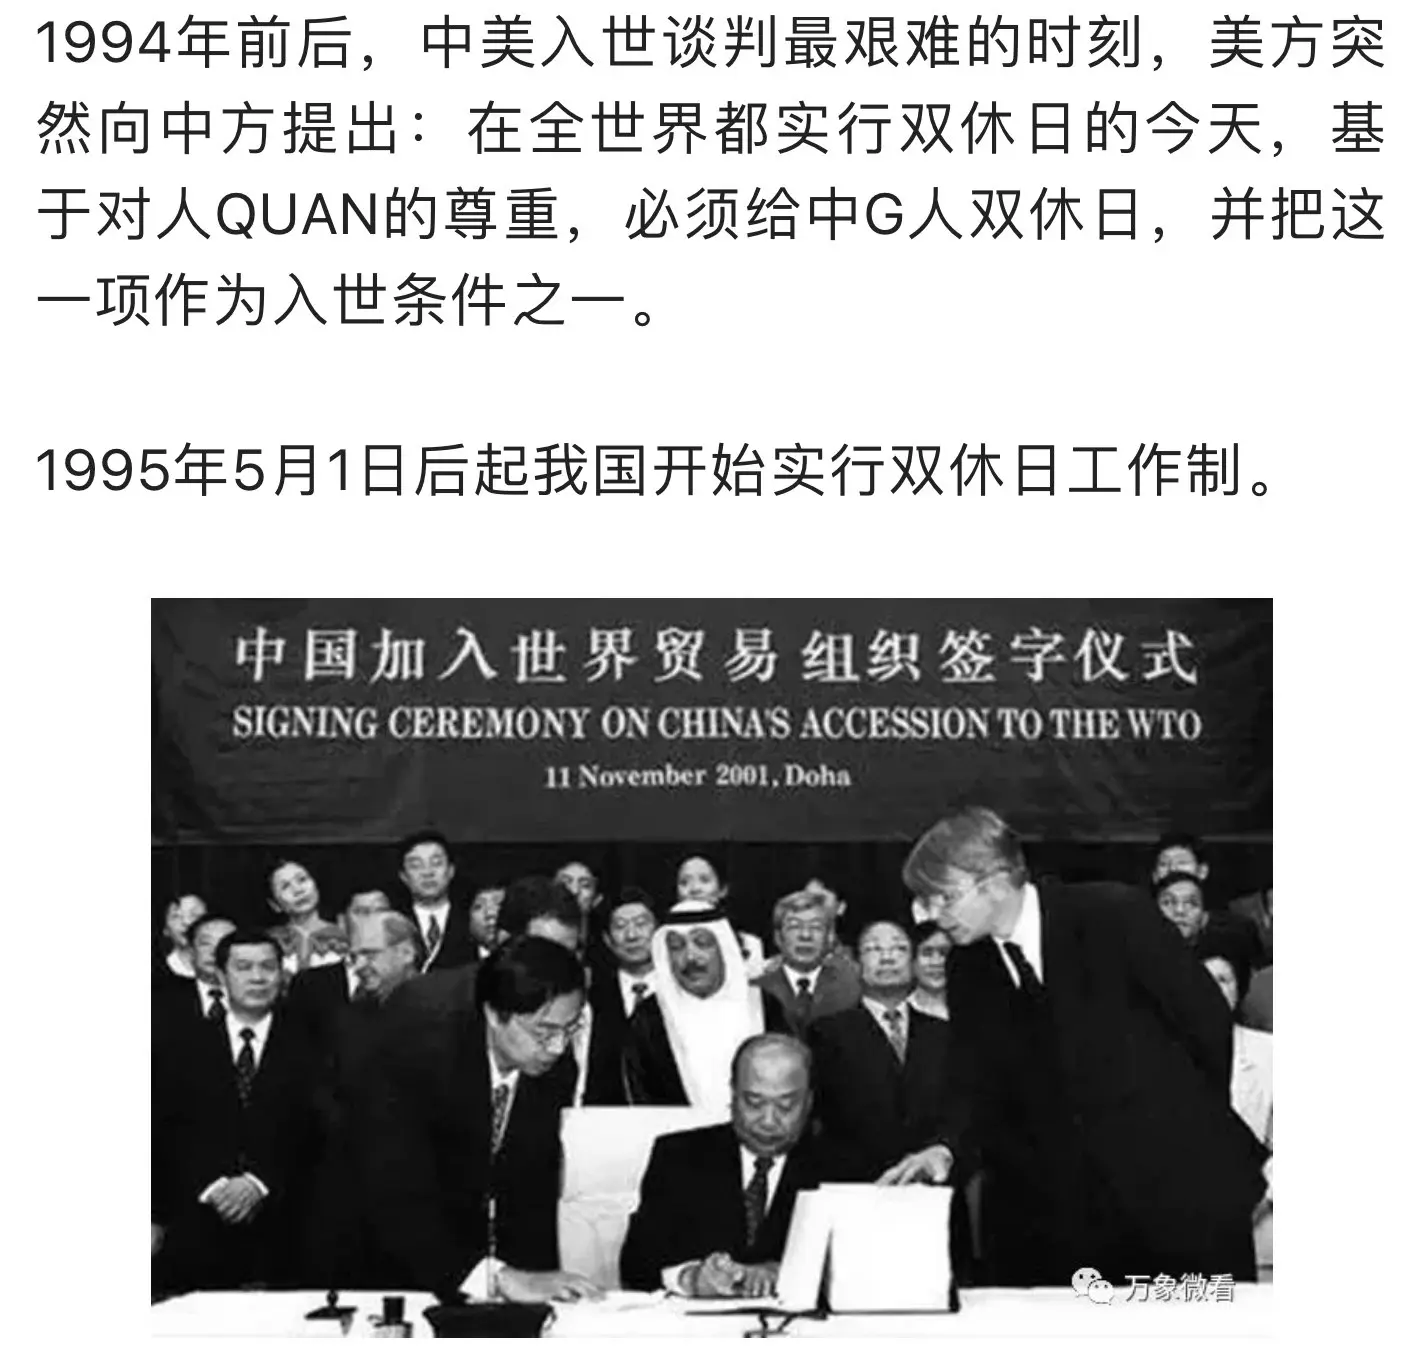 1994年前后，中美入世谈判最艰难的时刻，美方突
然向中方提出：在全世界都实行双休日的今天，基
于对人QUAN的尊重，必须给中G人双休日，并把这
一项作为入世条件之一。
1995年5月1日后起我国开始实行双休日工作制。
中国加入世界贸易组织签字仪式
SIGNING CEREMONY ON CHINA'S ACCESSION TO THE WTO
11 November 2001, Doha
万象微看